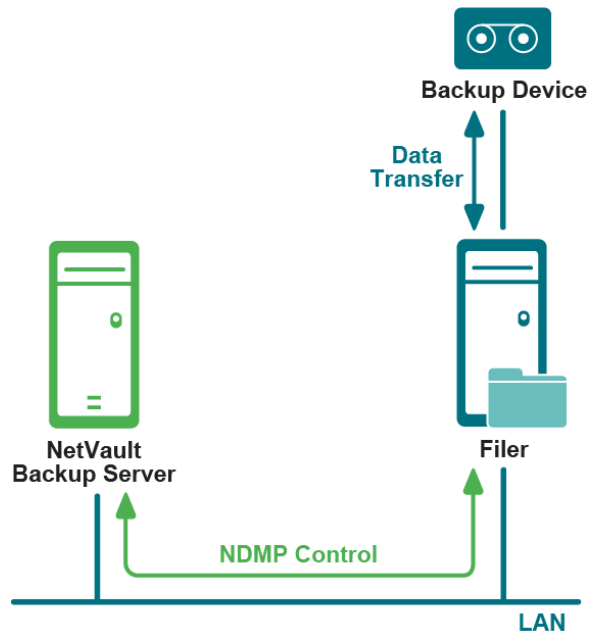 Backup Device
Data
Transfer
NetVault
Backup Server
Filer
NDMP Control
LAN